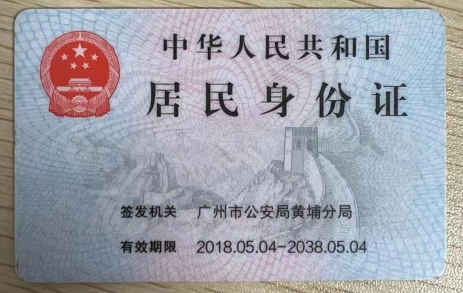 中华人民共和国
居民身份证
签发机关 广州市公安局黄埔分局
有效期限 2018.05.04-2038.05.04